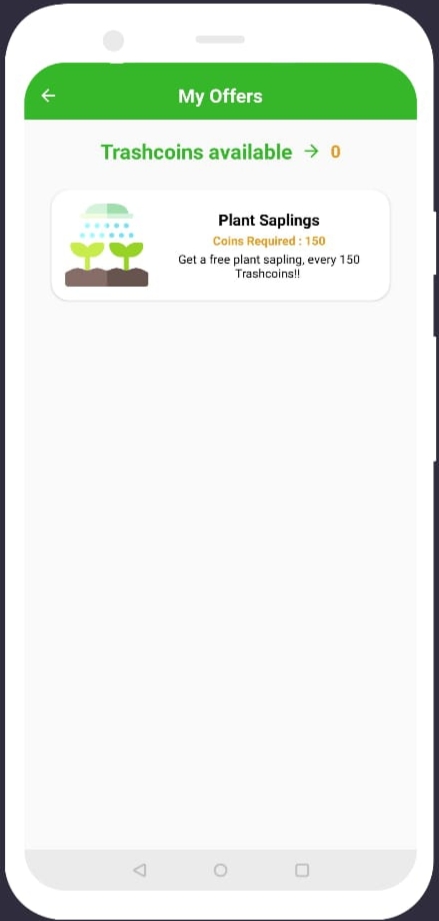 My Offers
Trashcoins available → 0
Plant Saplings
Coins Required : 150
Get a free plant sapling, every 150
Trashcoins!!